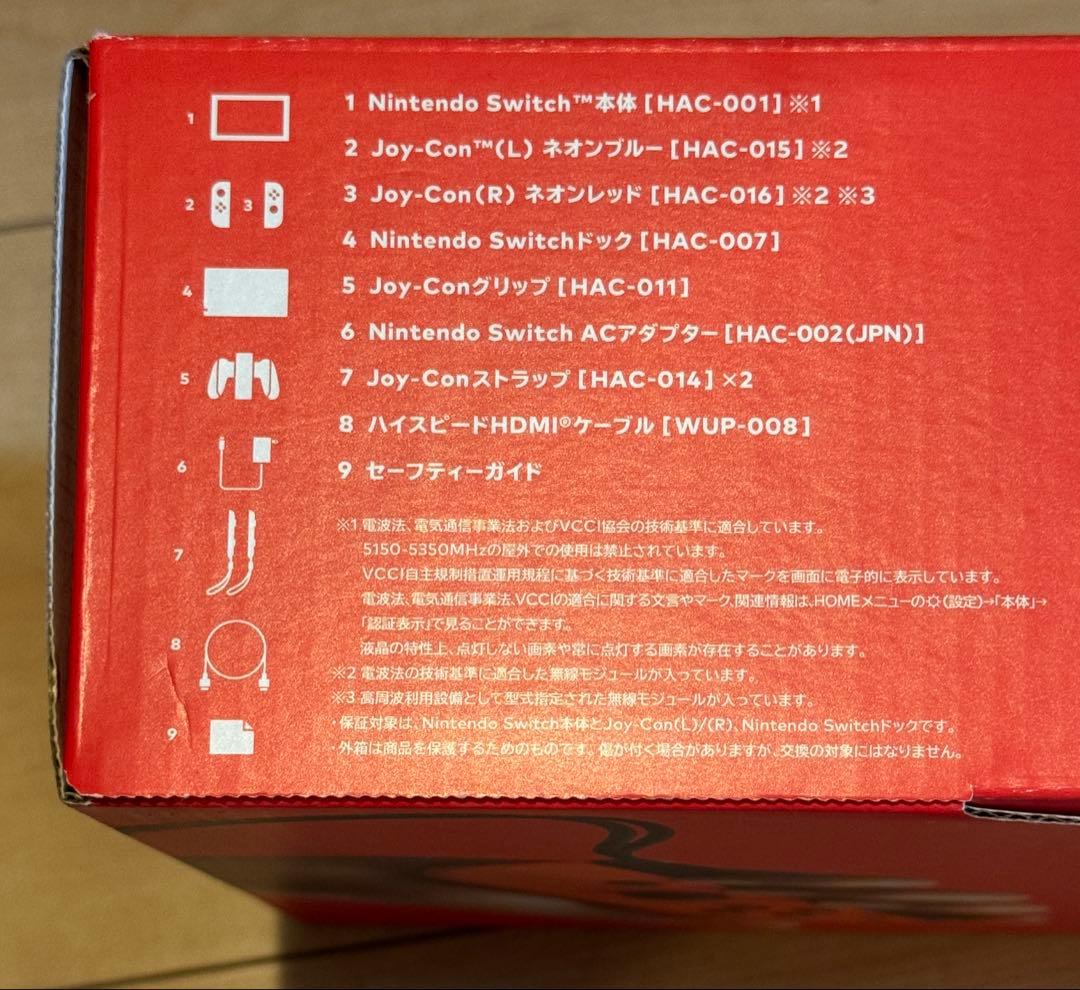 1 Nintendo Switch™本体[HAC-001]※1
2 Joy-Con™(L) ネオンブルー[HAC-015]※2
3 Joy-Con(R) ネオンレッド[HAC-016]※2 ※3
4 Nintendo Switchドック[HAC-007]
5 Joy-Conグリップ[HAC-011]
6 Nintendo Switch ACアダプター[HAC-002(JPN)]
7 Joy-Conストラップ[HAC-014]×2
8 ハイスピードHDMI®ケーブル[WUP-008]
9 セーフティーガイド
1
2 3
4
5
6
7
8
9
※1 電波法、電気通信事業法およびVCCI協会の技術基準に適合しています。
5150-5350MHzの屋外での使用は禁止されています。
VCCI自主規制措置運用規程に基づく技術基準に適合したマークを画面に電子的に表示しています。
電波法、電気通信事業法、VCCIの適合に関する文言やマーク、関連情報は、HOMEメニューの(設定)→「本体」→
「認証表示」で見ることができます。
液晶の特性上、点灯しない画素や常に点灯する画素が存在することがあります。
※2 電波法の技術基準に適合した無線モジュールが入っています。
※3 高周波利用設備として型式指定された無線モジュールが入っています。
・保証対象は、Nintendo Switch本体とJoy-Con(L)/(R)、Nintendo Switchドックです。
・外箱は商品を保護するためのものです。傷が付く場合がありますが、交換の対象にはなりません。